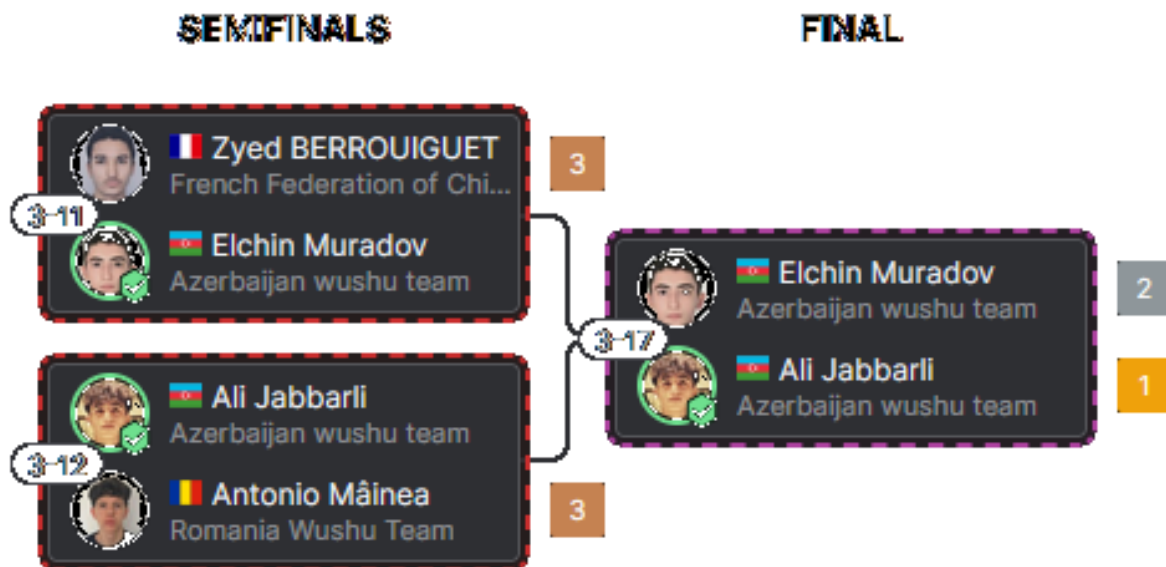 SEMIFINALS
FINAL
Zyed BERROUIGUET
French Federation of Chi...
3
3-11
Elchin Muradov
Azerbaijan wushu team
Ali Jabbarli
Azerbaijan wushu team
3-12
Antonio Mâinea
Romania Wushu Team
3
Elchin Muradov
Azerbaijan wushu team
2
3-17
Ali Jabbarli
Azerbaijan wushu team
1